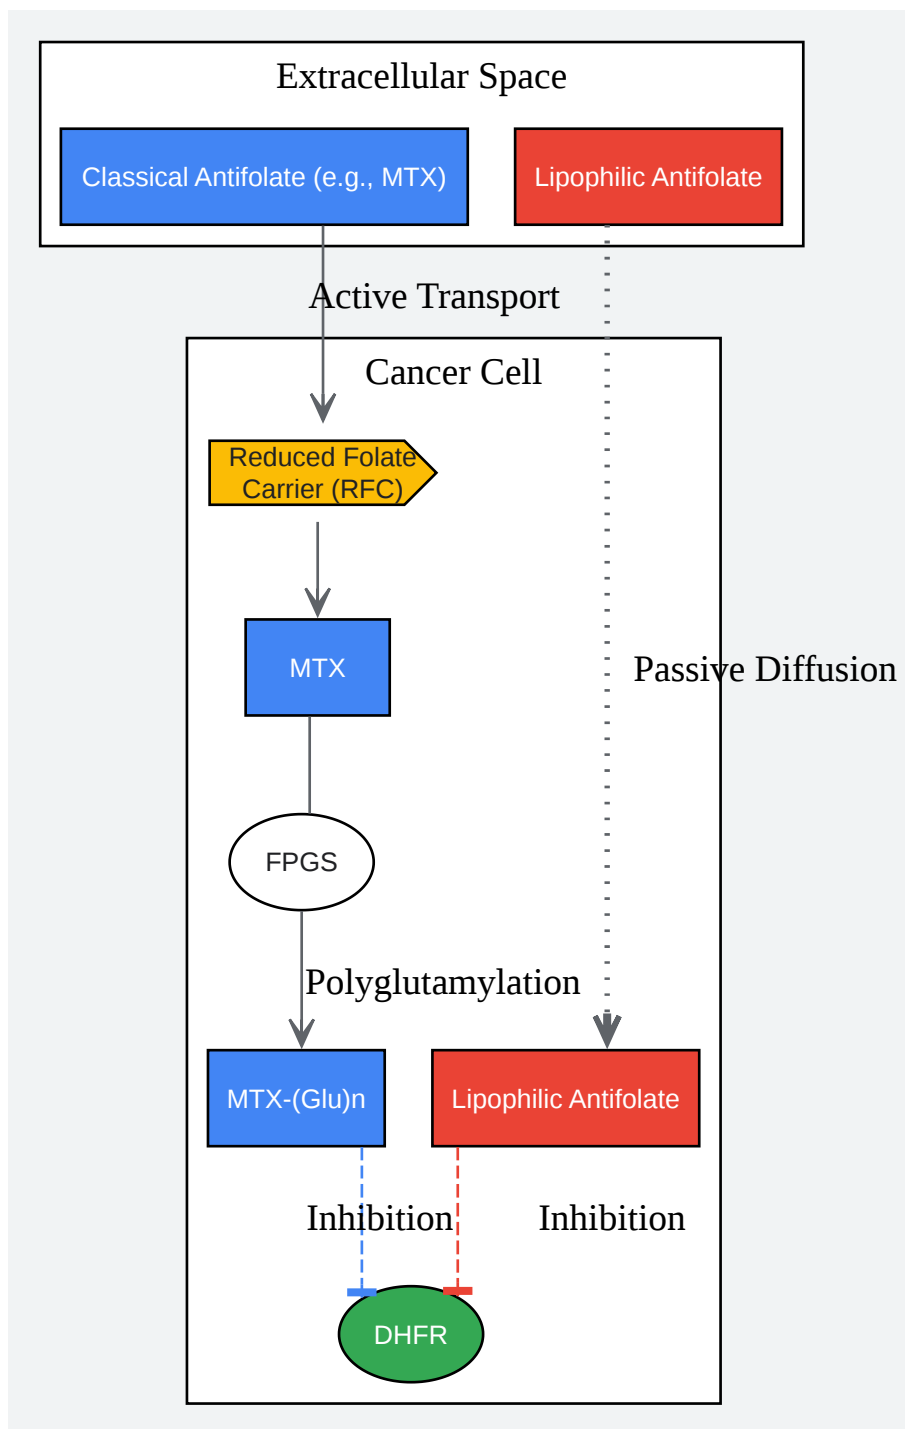 Extracellular Space
Classical Antifolate (e.g., MTX)
Lipophilic Antifolate
Active Transport
Cancer Cell
Reduced Folate
Carrier (RFC)
MTX
Passive Diffusion
FPGS
Polyglutamylation
MTX-(Glu)n
Lipophilic Antifolate
Inhibition
Inhibition
DHFR